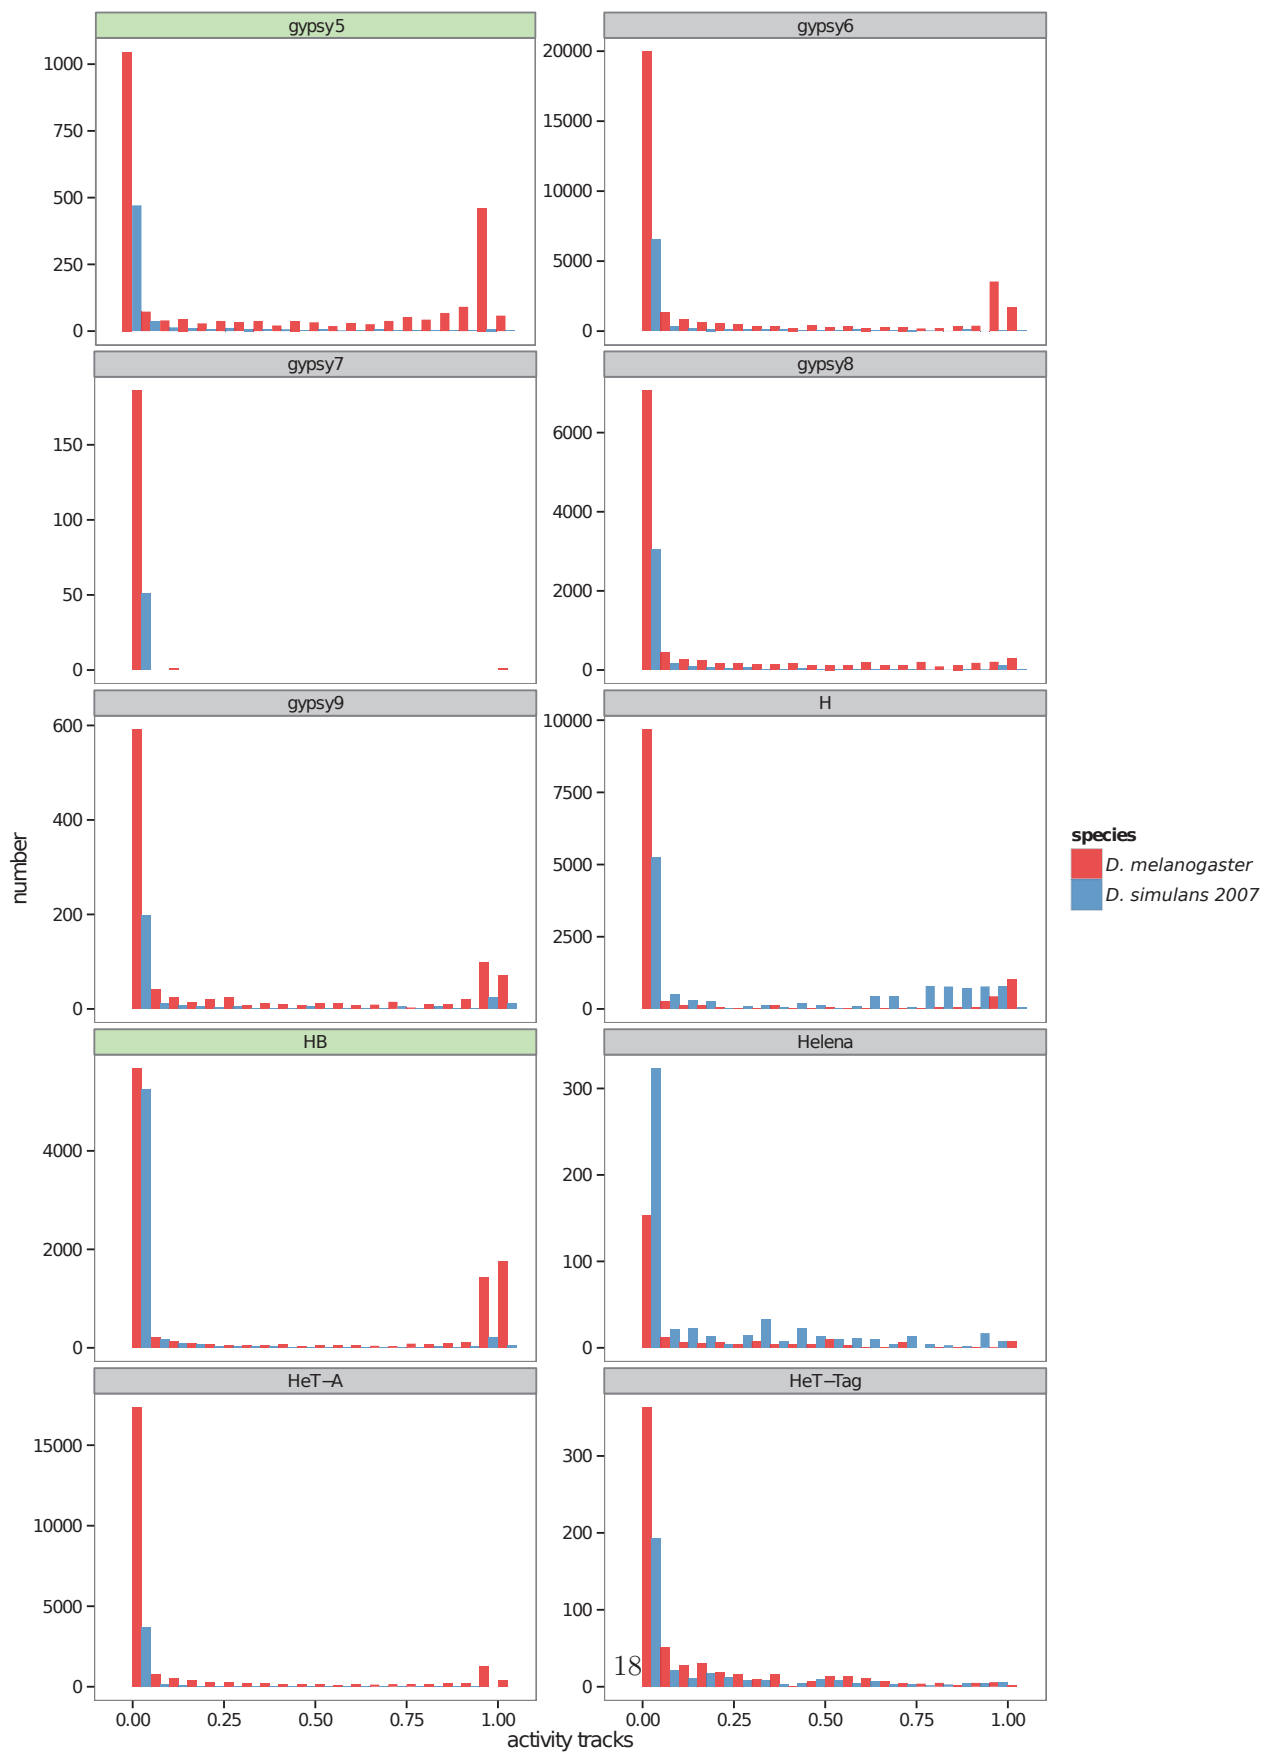 gypsy5
gypsy6
1000
750
500
250
0
20000
15000
10000
5000
0
gypsy7
gypsy8
150
100
50
0
6000
4000
2000
0
gypsy9
H
600
400
200
0
10000
7500
5000
2500
0
number
species
D. melanogaster
D. simulans 2007
HB
Helena
4000
2000
0
300
200
100
0
HeT−A
HeT−Tag
15000
10000
5000
0
300
200
100
0
18
0.00 0.25 0.50 0.75 1.00
0.00 0.25 0.50 0.75 1.00
activity tracks